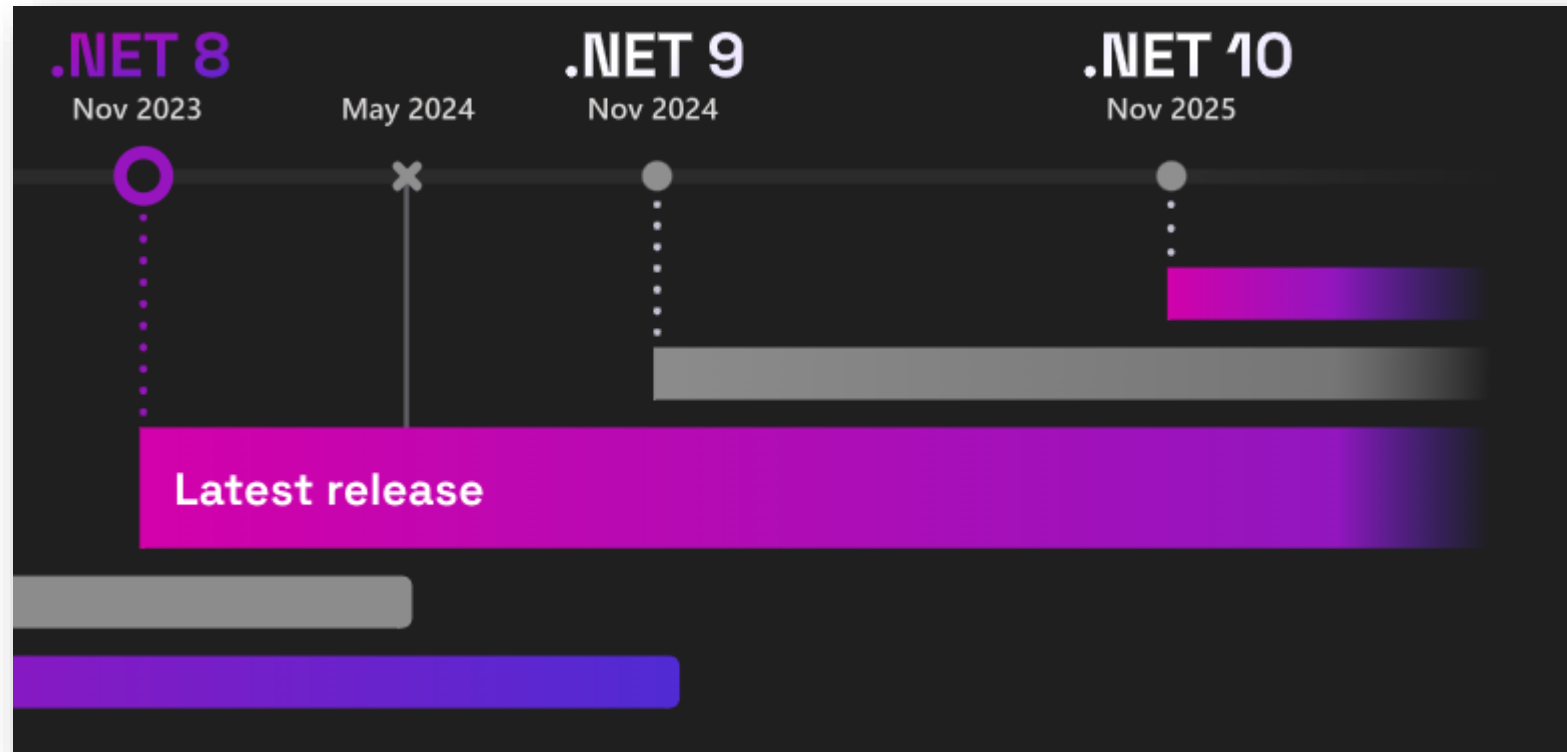 .NET 8
Nov 2023
May 2024
.NET 9
Nov 2024
.NET 10
Nov 2025
Latest release